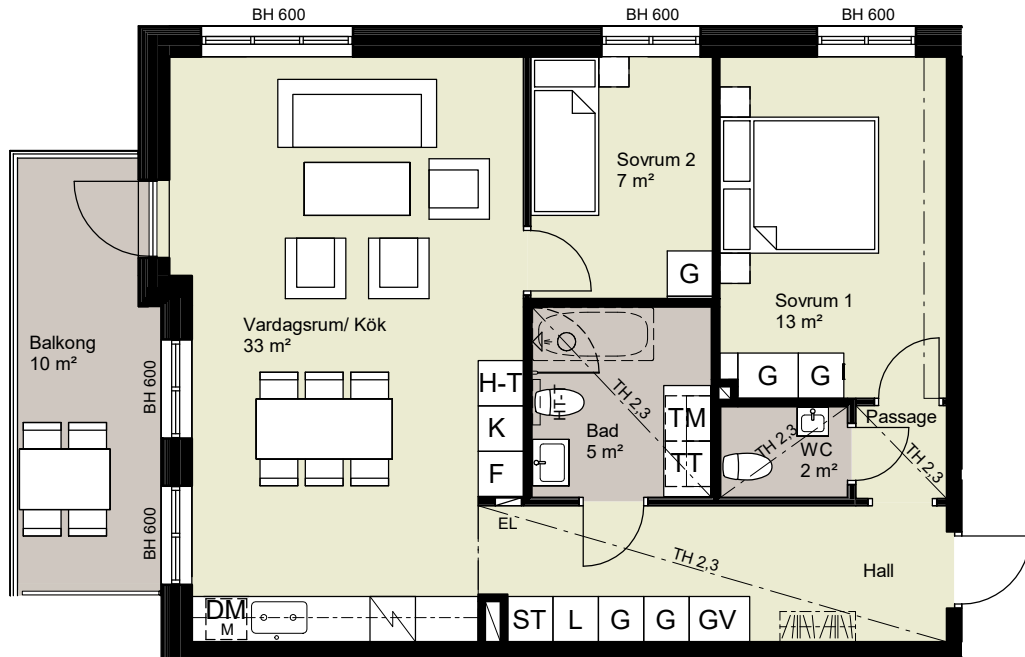 BH 600
BH 600
BH 600
Sovrum 2
7 m²
G
Sovrum 1
13 m²
Vardagsrum/ Kök
33 m²
Balkong
10 m²
BH 600
BH 600
H-T
K
F
HT-T
TH 2,3
Bad
5 m²
TM
TT
G
G
TH 2,3
WC
2 m²
Passage
TH 2,3
EL
TH 2,3
Hall
DM
M
ST
L
G
G
GV